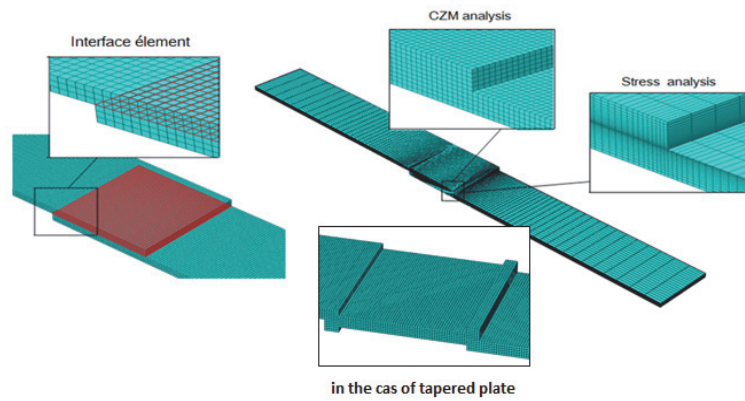 Interface élement
CZM analysis
Stress analysis
in the cas of tapered plate